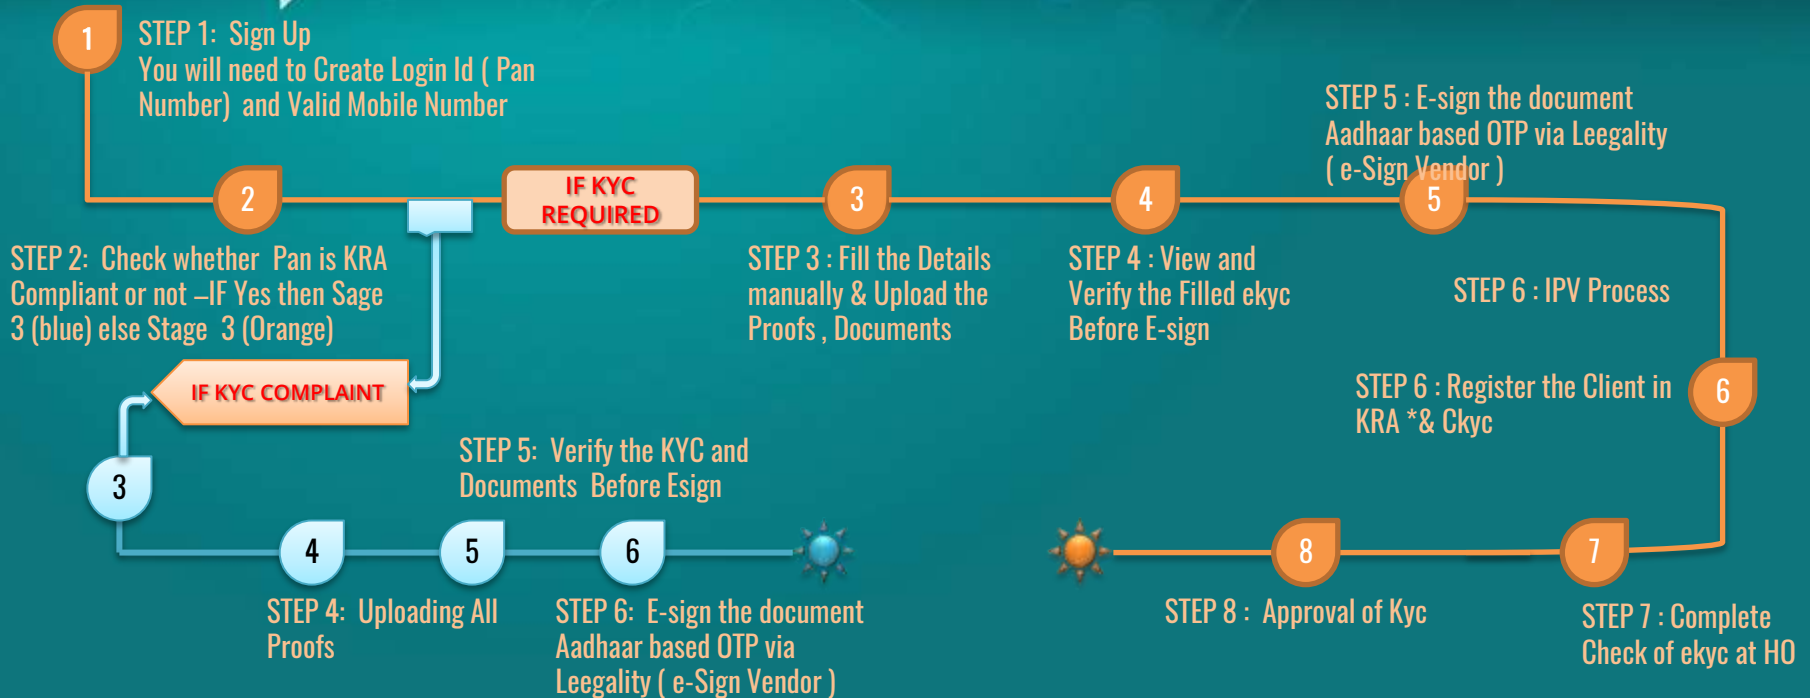 1
STEP 1:  Sign Up
You will need to Create Login Id ( Pan
Number)  and Valid Mobile Number
2
STEP 2:  Check whether  Pan is KRA
Compliant or not –IF Yes then Sage
3 (blue) else Stage  3 (Orange)
IF KYC
REQUIRED
3
STEP 3 : Fill the Details
manually & Upload the
Proofs , Documents
4
STEP 4 : View and
Verify the Filled ekyc
Before E-sign
STEP 5 : E-sign the document
Aadhaar based OTP via Leegality
( e-Sign Vendor )
5
STEP 6 : IPV Process
STEP 6 : Register the Client in
KRA *& Ckyc
6
IF KYC COMPLAINT
3
4
STEP 4:  Uploading All
Proofs
STEP 5:  Verify the KYC and
Documents  Before Esign
5
6
STEP 6:  E-sign the document
Aadhaar based OTP via
Leegality ( e-Sign Vendor )
7
STEP 7 : Complete
Check of ekyc at HO
8
STEP 8 :  Approval of Kyc